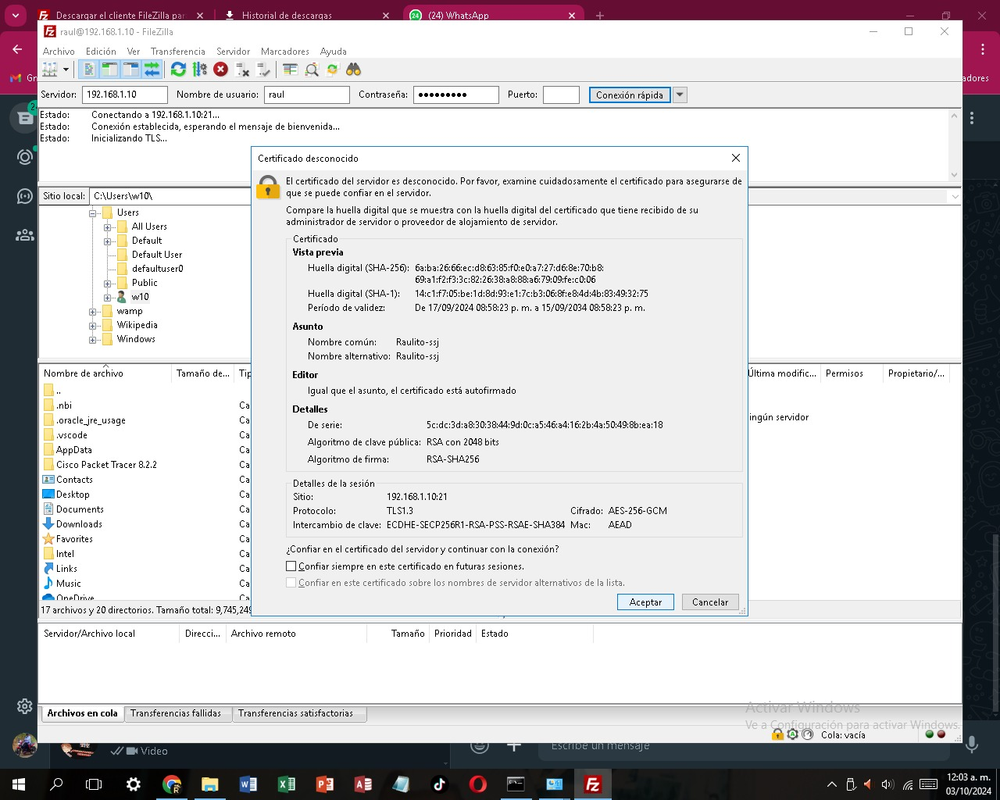 Descargar el cliente FileZilla par
Historial de descargas
(24) WhatsApp
raul@192.168.1.10 - FileZilla
Archivo Edición Ver Transferencia Servidor Marcadores Ayuda
Servidor: 192.168.1.10 Nombre de usuario: raul Contraseña: ●●●●●●●●● Puerto: Conexión rápida
Estado: Conectando a 192.168.1.10:21...
Estado: Conexión establecida, esperando el mensaje de bienvenida...
Estado: Inicializando TLS...
Sitio local: C:\Users\w10\
Users
All Users
Default
Default User
defaultuser0
Public
w10
wamp
Wikipedia
Windows
Nombre de archivo Tamaño de... Tip
..
.nbi Ca
.oracle_jre_usage Ca
.vscode Ca
AppData Ca
Cisco Packet Tracer 8.2.2 Ca
Contacts Ca
Desktop Ca
Documents Ca
Downloads Ca
Favorites Ca
Intel Ca
Links Ca
Music Ca
OneDrive Ca
17 archivos y 20 directorios. Tamaño total: 9,745,249
Última modific... Permisos Propietario/...
ingún servidor
Certificado desconocido
El certificado del servidor es desconocido. Por favor, examine cuidadosamente el certificado para asegurarse de
que se puede confiar en el servidor.
Compare la huella digital que se muestra con la huella digital del certificado que tiene recibido de su
administrador de servidor o proveedor de alojamiento de servidor.
Certificado
Vista previa
Huella digital (SHA-256): 6a:ba:26:66:ec:d8:63:85:f0:e0:a7:27:d6:8e:70:b8:
69:a1:f2:f3:3c:82:26:38:a8:88:a6:79:09:fe:c0:06
Huella digital (SHA-1): 14:c1:f7:05:be:1d:8d:93:e1:7c:b3:06:8f:e8:4d:4b:83:49:32:75
Período de validez: De 17/09/2024 08:58:23 p. m. a 15/09/2034 08:58:23 p. m.
Asunto
Nombre común: Raulito-ssj
Nombre alternativo: Raulito-ssj
Editor
Igual que el asunto, el certificado está autofirmado
Detalles
De serie: 5c:dc:3d:a8:30:38:44:9d:0c:a5:46:a4:16:2b:4a:50:49:8b:ea:18
Algoritmo de clave pública: RSA con 2048 bits
Algoritmo de firma: RSA-SHA256
Detalles de la sesión
Sitio: 192.168.1.10:21
Protocolo: TLS1.3 Cifrado: AES-256-GCM
Intercambio de clave: ECDHE-SECP256R1-RSA-PSS-RSAE-SHA384 Mac: AEAD
¿Confiar en el certificado del servidor y continuar con la conexión?
Confiar siempre en este certificado en futuras sesiones.
Confiar en este certificado sobre los nombres de servidor alternativos de la lista.
Aceptar Cancelar
Servidor/Archivo local Direcci... Archivo remoto Tamaño Prioridad Estado
Archivos en cola Transferencias fallidas Transferencias satisfactorias
Activar Windows
Ve a Configuración para activar Windows.
Cola: vacía
Gr
adores
24
Video
Escribe un mensaje
12:03 a. m.
03/10/2024